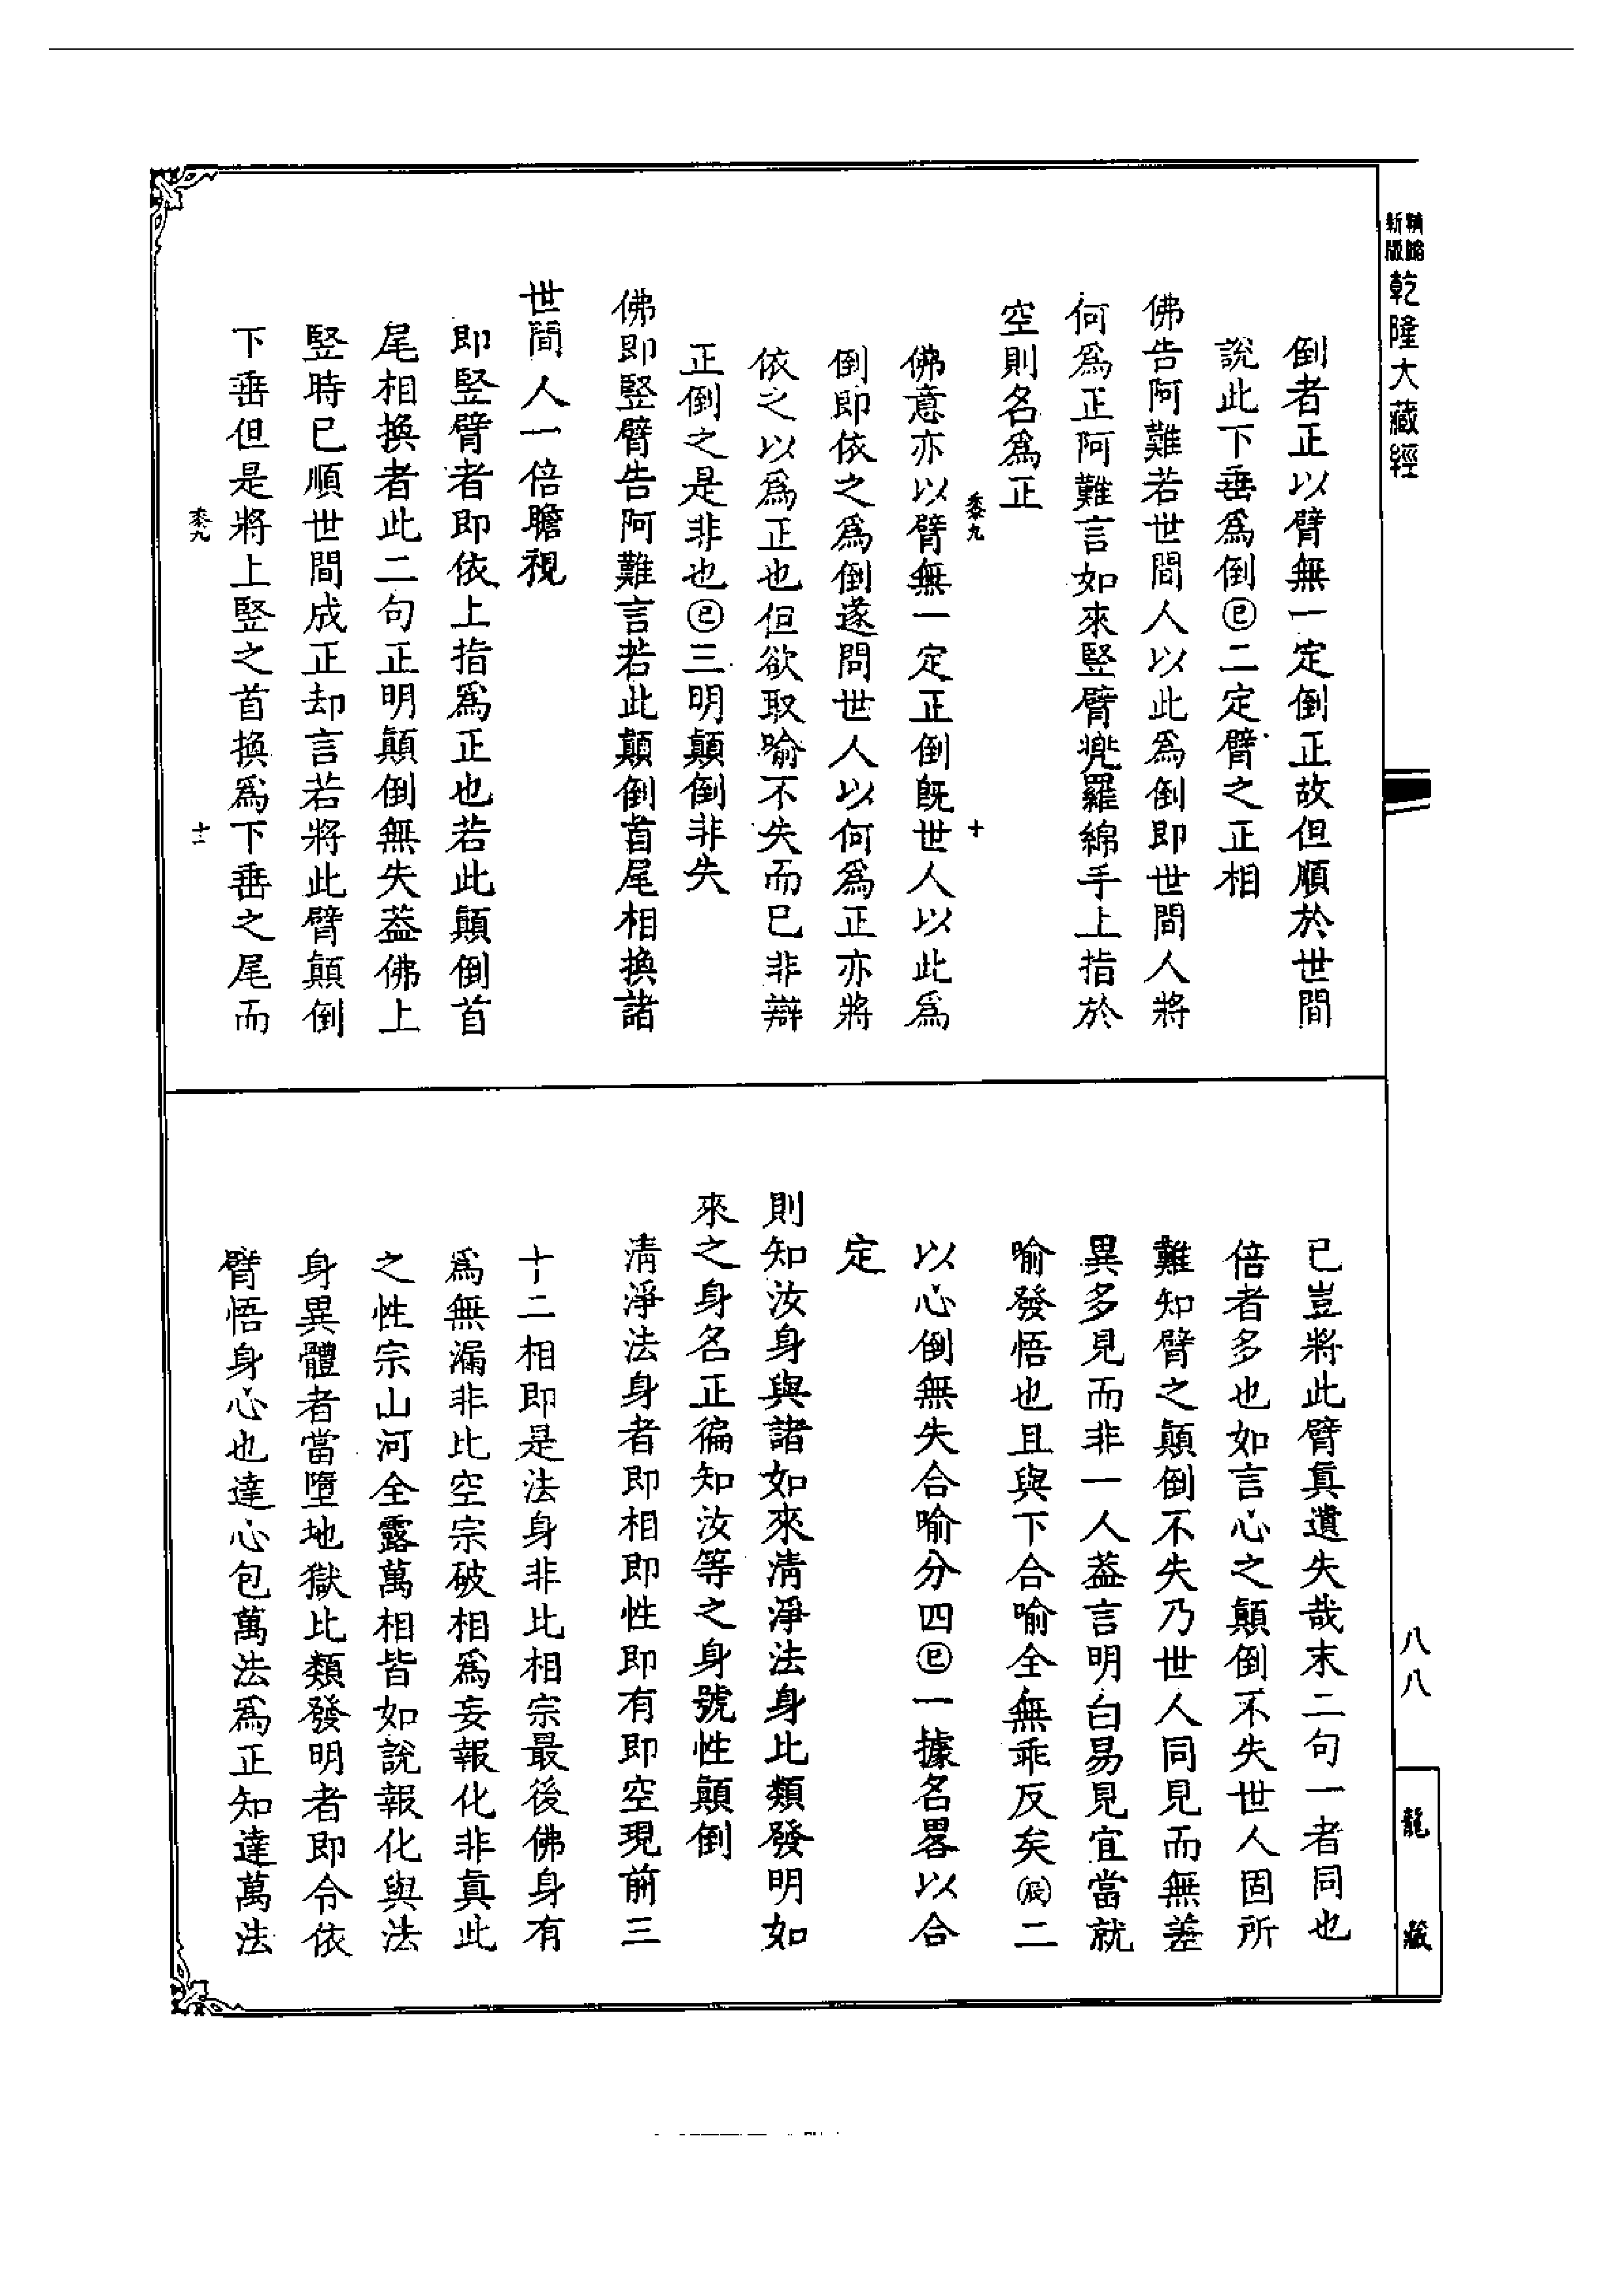 新版
精縮
乾隆大藏經
倒者正以臂無一定倒正故但順於世間
說此下垂爲倒㊁二定臂之正相
佛告阿難若世間人以此爲倒即世間人將
何爲正阿難言如來竪臂兜羅綿手上指於
空則名爲正
黍九
十
佛意亦以臂無一定正倒旣世人以此爲
倒即依之爲倒遂問世人以何爲正亦將
依之以爲正也但欲取喻不失而已非辯
正倒之是非也㊂三明顛倒非失
佛即竪臂告阿難言若此顛倒首尾相換諸
世間人一倍瞻視
即竪臂者即依上指爲正也若此顛倒首
尾相換者此二句正明顛倒無失葢佛上
竪時已順世間成正却言若將此臂顛倒
下垂但是將上竪之首換爲下垂之尾而
黍九
十二
已豈將此臂真遺失哉末二句一者同也
倍者多也如言心之顛倒不失世人固所
難知臂之顛倒不失乃世人同見而無差
異多見而非一人葢言明白易見宜當就
喻發悟也且與下合喻全無乖反矣(辰)二
以心倒無失合喻分四(巳)一據名畧以合
定
則知汝身與諸如來清淨法身比類發明如
來之身名正徧知汝等之身號性顛倒
清淨法身者即相即性即有即空現前三
十二相即是法身非比相宗最後佛身有
爲無漏非比空宗破相爲妄報化非真此
之性宗山河全露萬相皆如說報化與法
身異體者當墮地獄比類發明者即令依
臂悟身心也達心包萬法爲正知達萬法
八八
龍藏